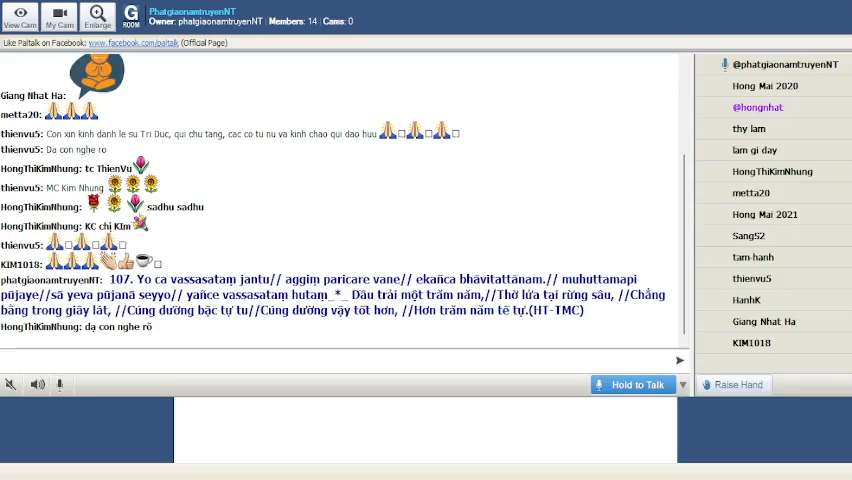 View Cam
My Cam
Enlarge
G
ROOM
PhatgiaonamtruyenNT
Owner: phatgiaonamtruyenNT | Members: 14 | Cams: 0
Like Paltalk on Facebook: www.facebook.com/paltalk (Official Page)
Giang Nhat Ha:
metta20:
thienvu5: Con xin kinh danh le su Tri Duc, qui chu tang, cac co tu nu va kinh chao qui dao huu
thienvu5: Da con nghe ro
HongThiKimNhung: tc ThienVu
thienvu5: MC Kim Nhung
HongThiKimNhung: sadhu sadhu
HongThiKimNhung: KC chị KIm
thienvu5:
KIM1018:
phatgiaonamtruyenNT: 107. Yo ca vassasataṃ jantu// aggiṃ paricare vane// ekañca bhāvitattānaṃ.// muhuttamapi
pūjaye//sā yeva pūjanā seyyo// yañce vassasataṃ hutaṃ_*_ Dầu trải một trăm năm,//Thờ lửa tại rừng sâu, //Chẳng
bằng trong giây lát, //Cúng dường bậc tự tu//Cúng dường vậy tốt hơn, //Hơn trăm năm tế tự.(HT-TMC)
HongThiKimNhung: dạ con nghe rõ
Hold to Talk
@phatgiaonamtruyenNT
Hong Mai 2020
@hongnhat
thy lam
lam gi day
HongThiKimNhung
metta20
Hong Mai 2021
SangS2
tam-hanh
thienvu5
HanhK
Giang Nhat Ha
KIM1018
Raise Hand